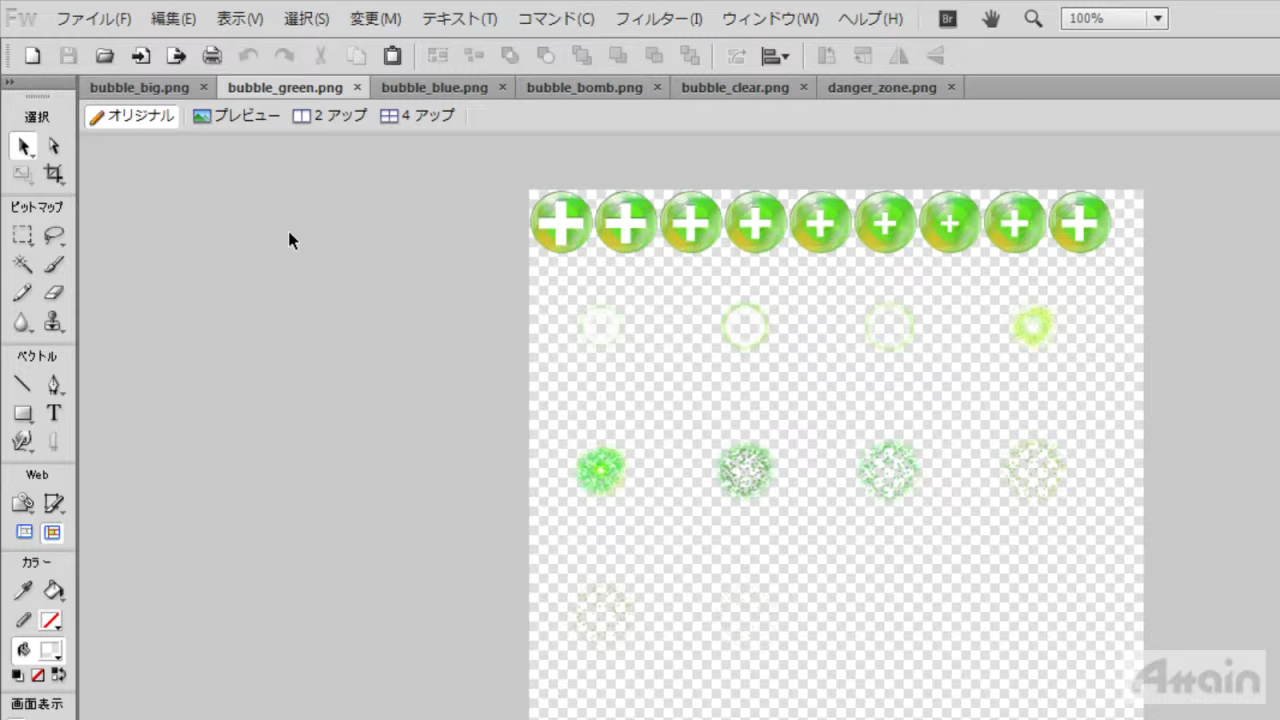 Fw ファイル(F) 編集(E) 表示(V) 選択(S) 変更(M) テキスト(T) コマンド(C) フィルター(I) ウィンドウ(W) ヘルプ(H) Br 100%
bubble_big.png × bubble_green.png × bubble_blue.png × bubble_bomb.png × bubble_clear.png × danger_zone.png ×
オリジナル プレビュー 2 アップ 4 アップ
選択
ビットマップ
ベクトル
T
Web
カラー
画面表示
Attain